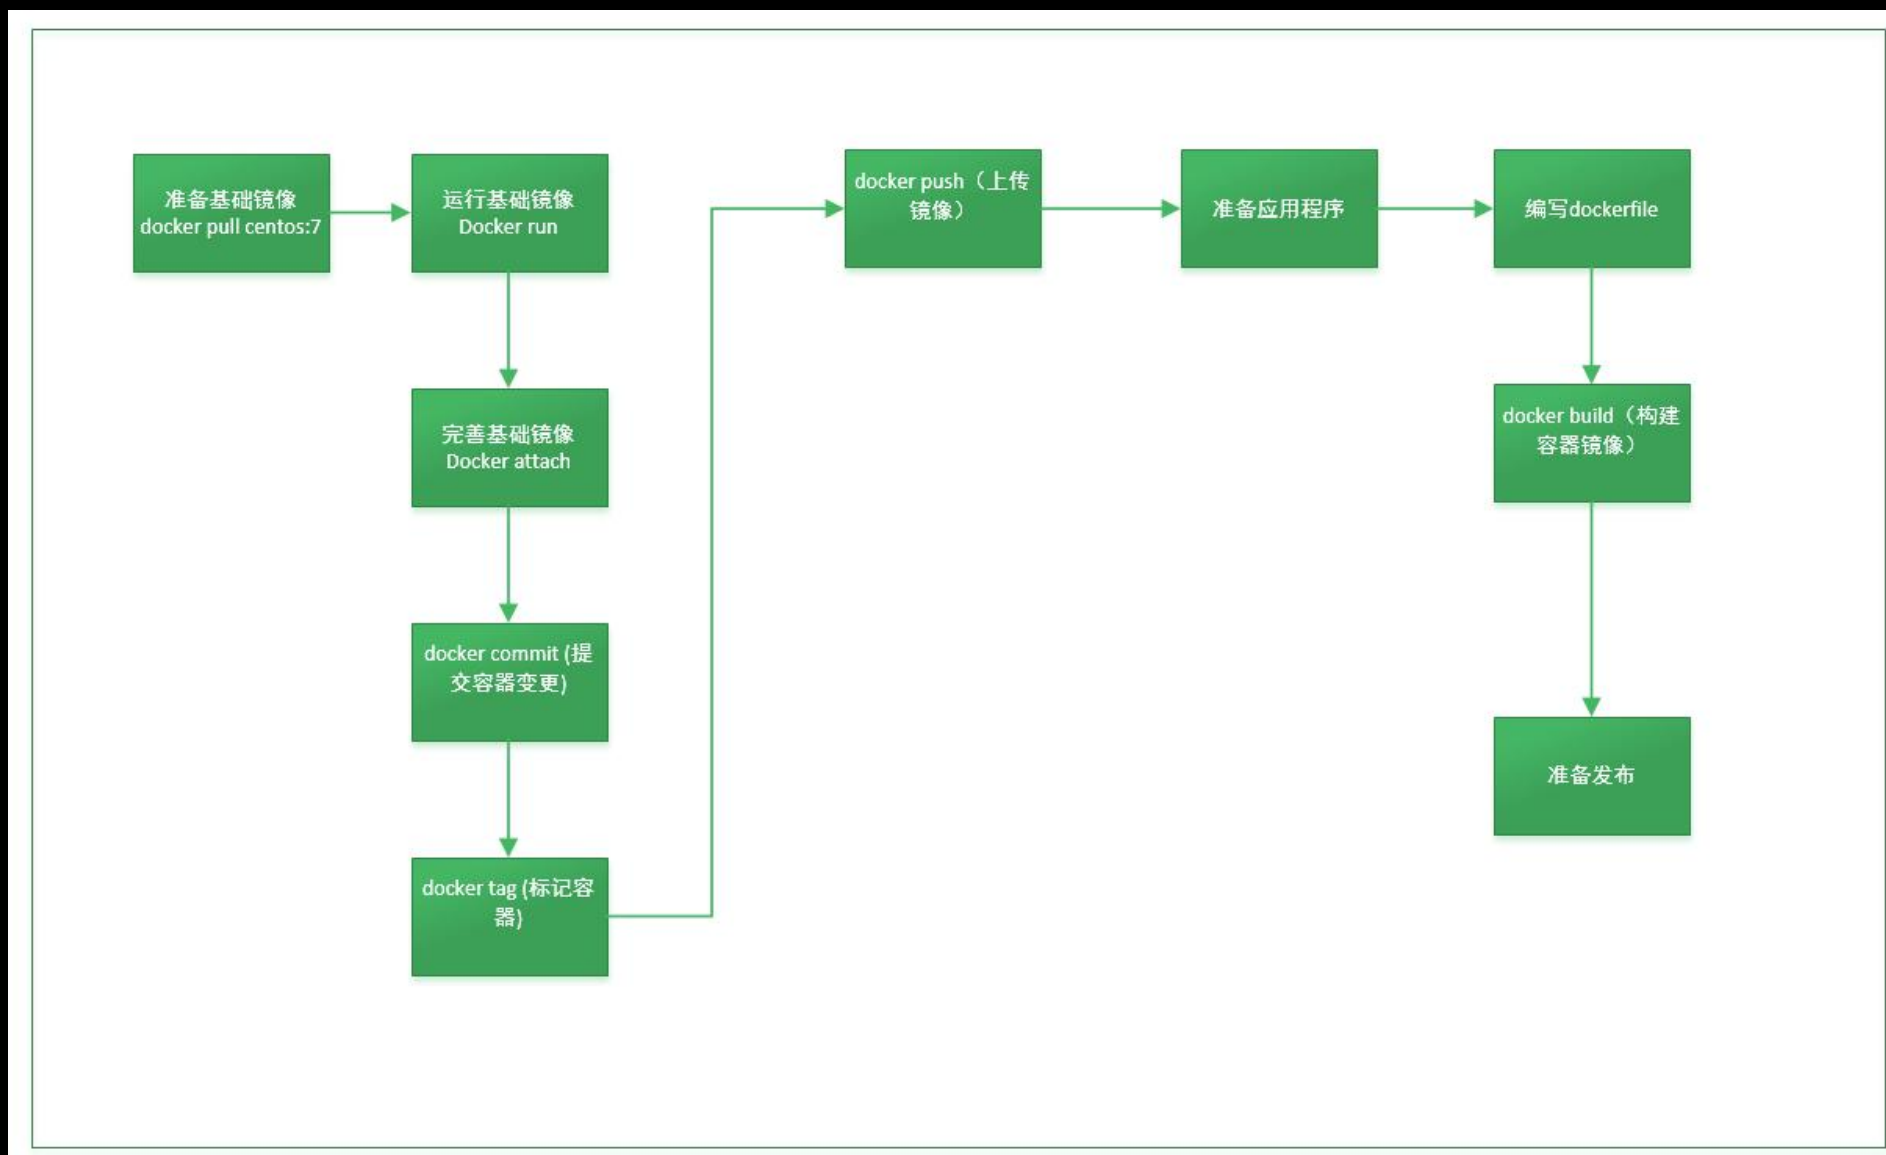 准备基础镜像
docker pull centos:7
运行基础镜像
Docker run
完善基础镜像
Docker attach
docker commit (提
交容器变更)
docker tag (标记容
器)
docker push（上传
镜像）
准备应用程序
编写dockerfile
docker build（构建
容器镜像）
准备发布